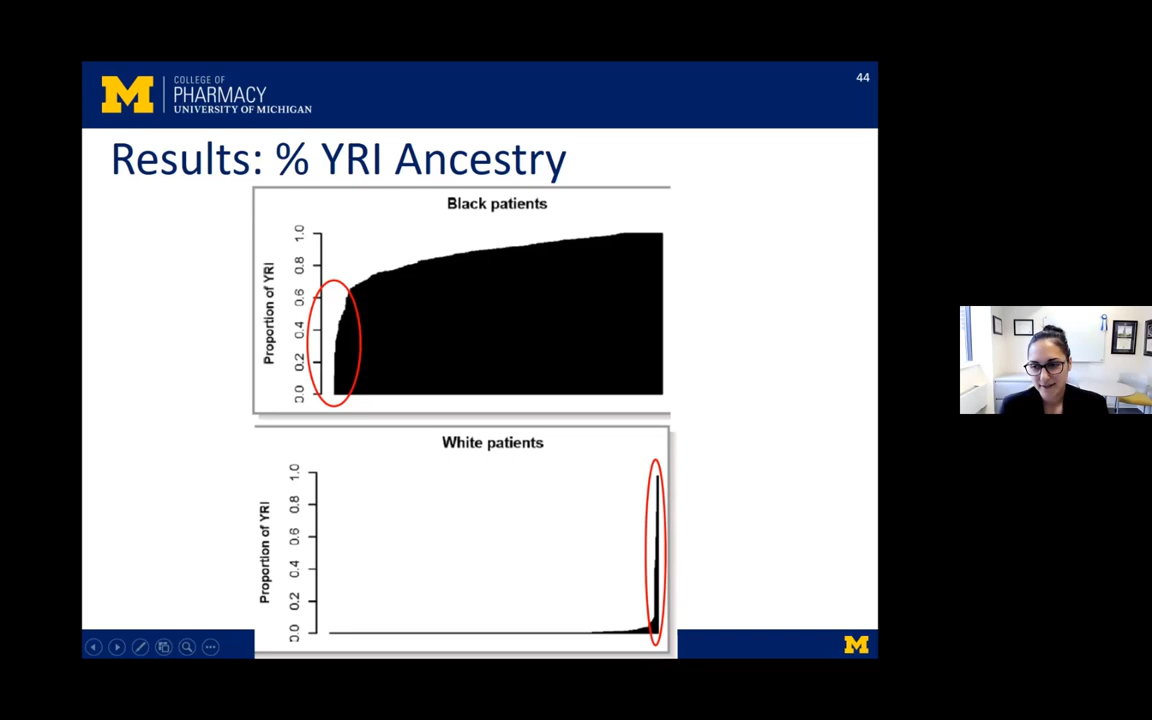 44
M
COLLEGE OF
PHARMACY
UNIVERSITY OF MICHIGAN
Results: % YRI Ancestry
Black patients
Proportion of YRI
0.0 0.2 0.4 0.6 0.8 1.0
White patients
Proportion of YRI
0.0 0.2 0.4 0.6 0.8 1.0
M